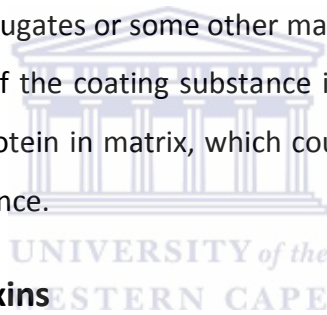 ugates or some other ma
f the coating substance i
otein in matrix, which cou
nce.
UNIVERSITY of the
xins
WESTERN CAPE